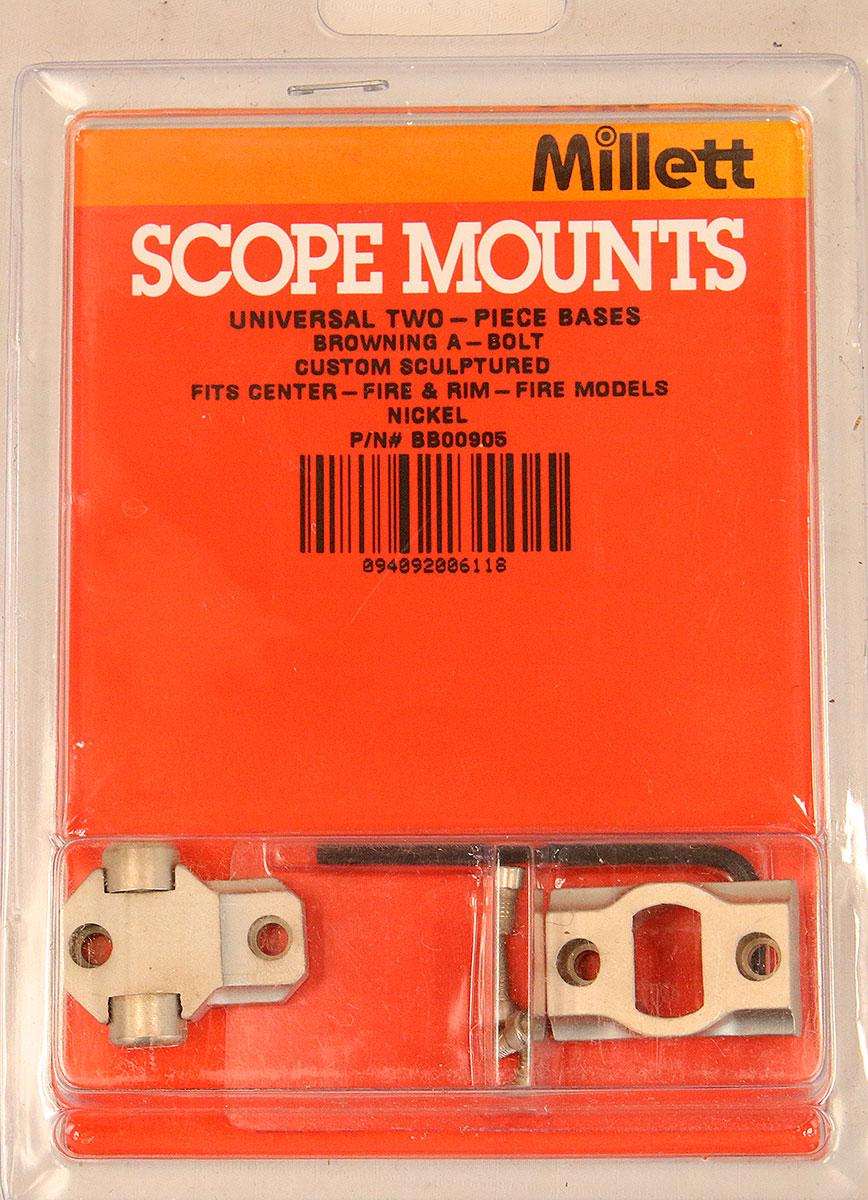 Millett
SCOPE MOUNTS
UNIVERSAL TWO-PIECE BASES
BROWNING A-BOLT
CUSTOM SCULPTURED
FITS CENTER-FIRE & RIM-FIRE MODELS
NICKEL
P/N# BB00905
094092006118